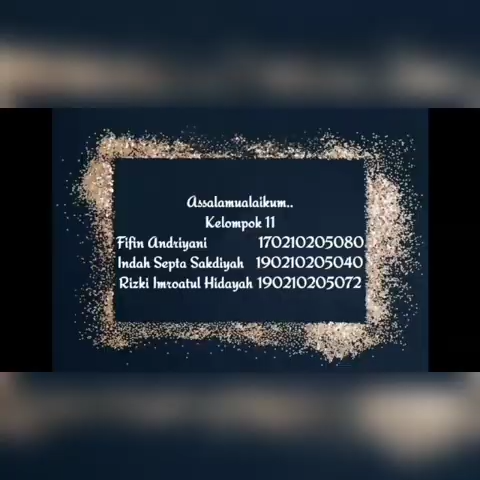 Assalamualaikum..
Kelompok 11
Fifin Andriyani 170210205080
Indah Septa Sakdiyah 190210205040
Rizki Imroatul Hidayah 190210205072